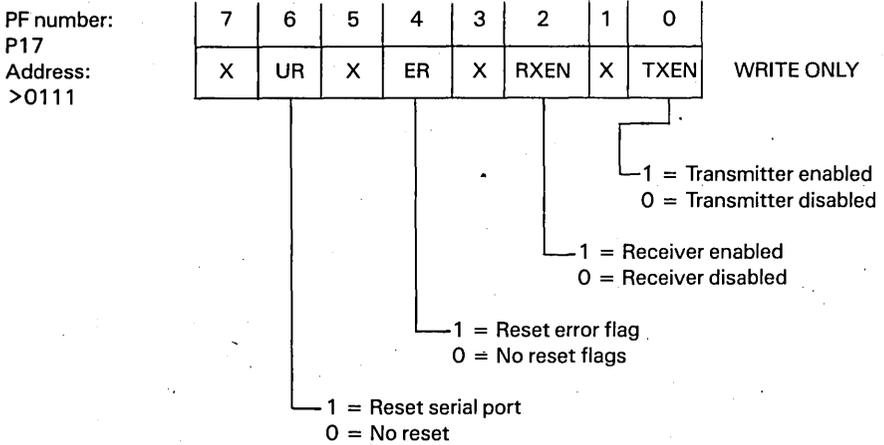 PF number:
P17
Address:
>0111
7 6 5 4 3 2 1 0
X UR X ER X RXEN X TXEN WRITE ONLY
1 = Transmitter enabled
0 = Transmitter disabled
1 = Receiver enabled
0 = Receiver disabled
1 = Reset error flag
0 = No reset flags
1 = Reset serial port
0 = No reset